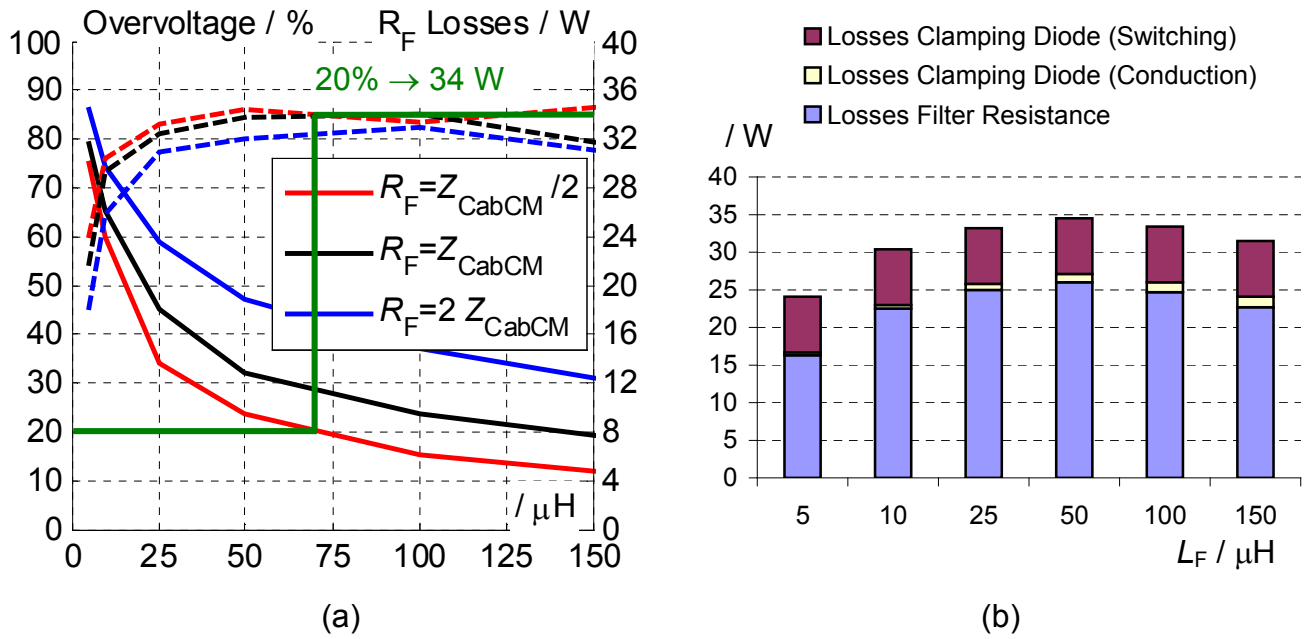 Overvoltage / %
R_F Losses / W
100
90
80
70
60
50
40
30
20
10
0
40
36
32
28
24
20
16
12
8
4
0
20% → 34 W
R_F=Z_CabCM /2
R_F=Z_CabCM
R_F=2 Z_CabCM
/ μH
0 25 50 75 100 125 150
(a)
Losses Clamping Diode (Switching)
Losses Clamping Diode (Conduction)
Losses Filter Resistance
/ W
40
35
30
25
20
15
10
5
0
5 10 25 50 100 150
L_F / μH
(b)